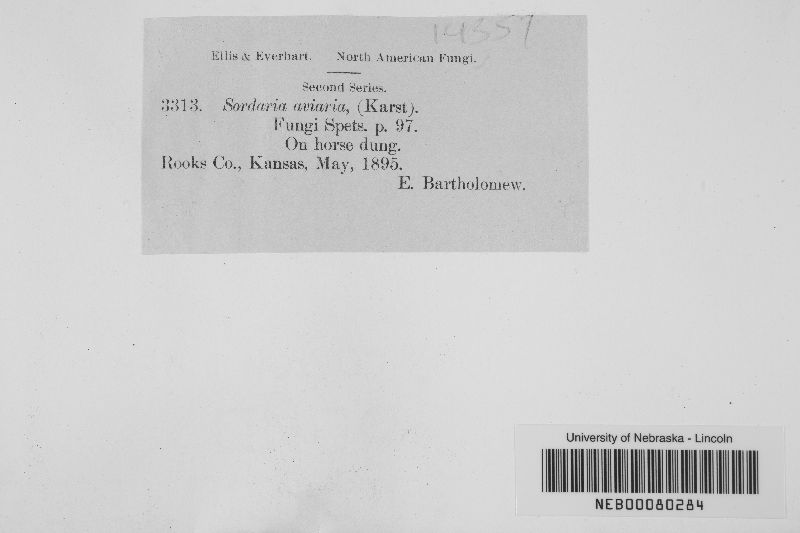 14357
Ellis & Everhart. North American Fungi.
Second Series.
3313. Sordaria aviaria, (Karst).
Fungi Spets. p. 97.
On horse dung.
Rooks Co., Kansas, May, 1895.
E. Bartholomew.
University of Nebraska - Lincoln
NEB00080284